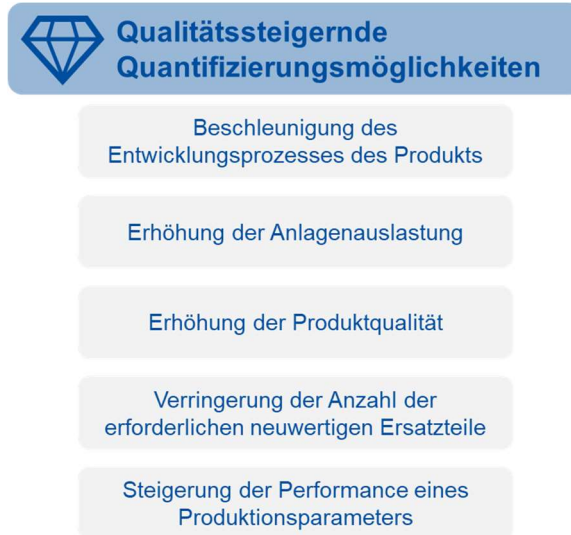 Qualitätssteigernde
Quantifizierungsmöglichkeiten
Beschleunigung des
Entwicklungsprozesses des Produkts
Erhöhung der Anlagenauslastung
Erhöhung der Produktqualität
Verringerung der Anzahl der
erforderlichen neuwertigen Ersatzteile
Steigerung der Performance eines
Produktionsparameters